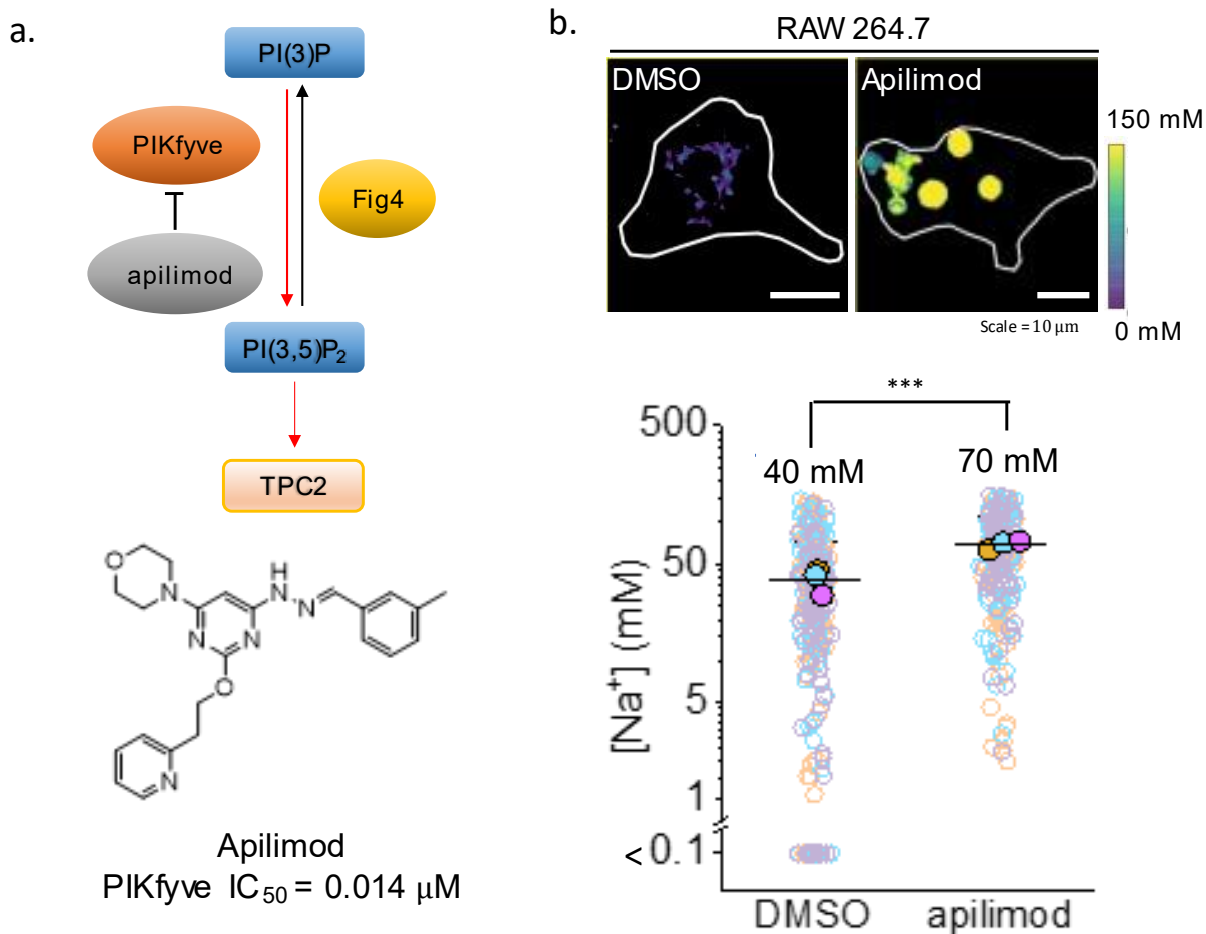 a.
PI(3)P
PIKfyve
Fig4
apilimod
PI(3,5)P₂
TPC2
O
N
H
N
N
N
N
O
N
Apilimod
PIKfyve IC₅₀ = 0.014 μM
b.
RAW 264.7
DMSO
Apilimod
150 mM
0 mM
Scale = 10 μm
***
500
40 mM
70 mM
50
[Na⁺] (mM)
5
1
< 0.1
DMSO
apilimod